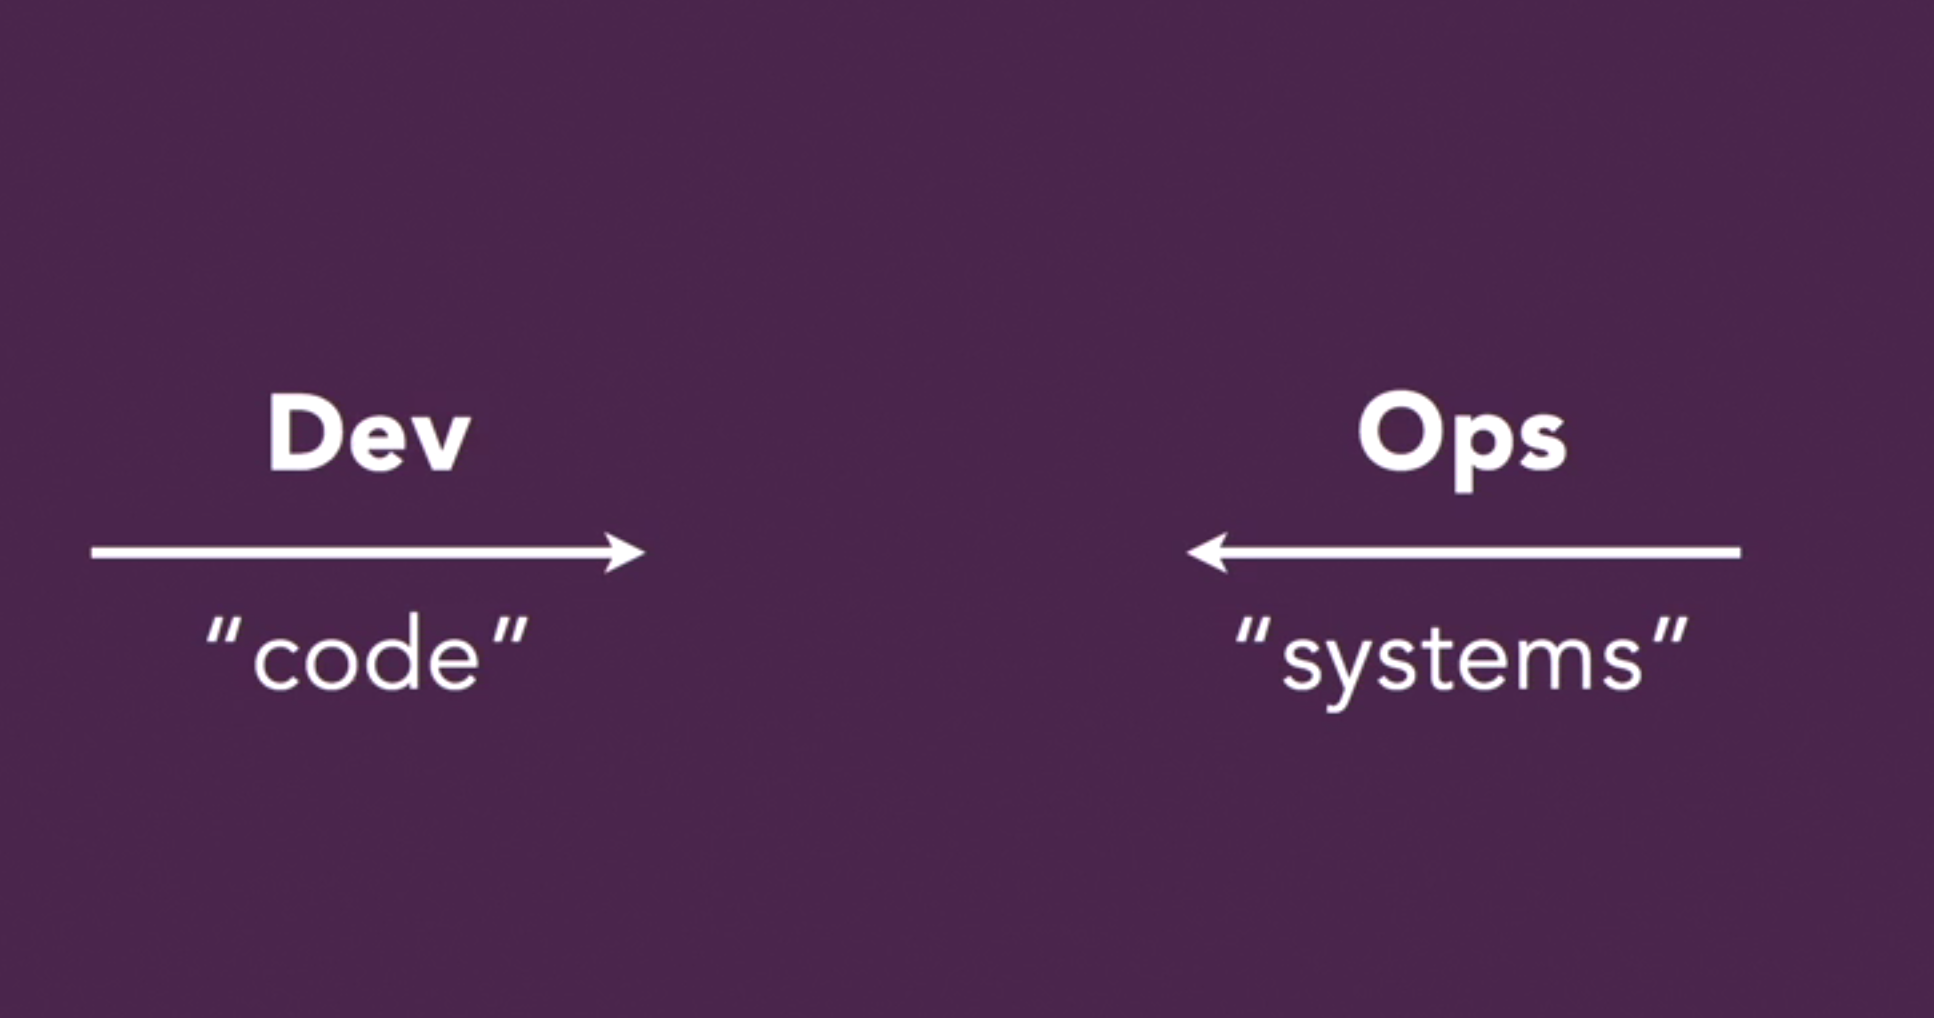 Dev
Ops
“code”
“systems”